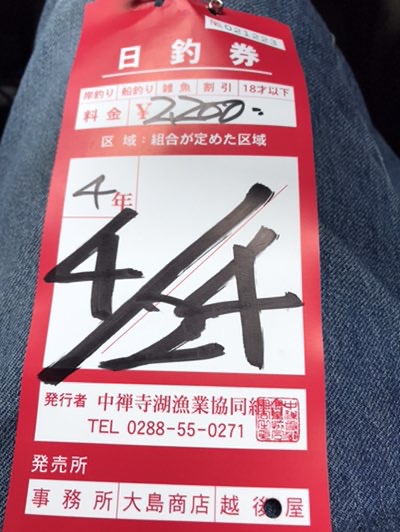 №021223
日釣券
岸釣り 船釣り 雑魚 割引 18才以下
料金 ¥2,200-
区域：組合が定めた区域
4年
4/24
発行者 中禅寺湖漁業協同組
TEL 0288-55-0271
発売所
事務所 大島商店 越後屋